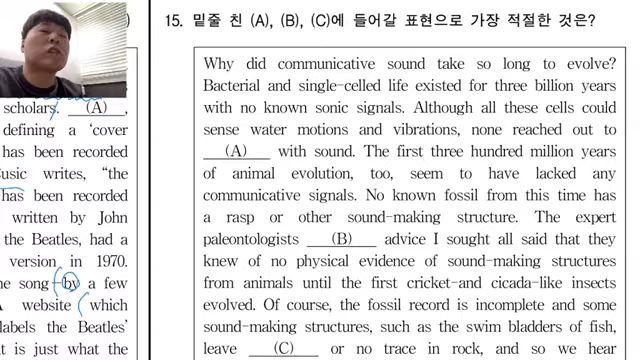 scholars. (A) ,
defining a ‘cover
has been recorded
usic writes, “the
has been recorded
written by John
the Beatles, had a
version in 1970.
e song by a few
A website which
labels the Beatles’
t is just what the
15. 밑줄 친 (A), (B), (C)에 들어갈 표현으로 가장 적절한 것은?
Why did communicative sound take so long to evolve?
Bacterial and single-celled life existed for three billion years
with no known sonic signals. Although all these cells could
sense water motions and vibrations, none reached out to
(A) with sound. The first three hundred million years
of animal evolution, too, seem to have lacked any
communicative signals. No known fossil from this time has
a rasp or other sound-making structure. The expert
paleontologists (B) advice I sought all said that they
knew of no physical evidence of sound-making structures
from animals until the first cricket-and cicada-like insects
evolved. Of course, the fossil record is incomplete and some
sound-making structures, such as the swim bladders of fish,
leave (C) or no trace in rock, and so we hear